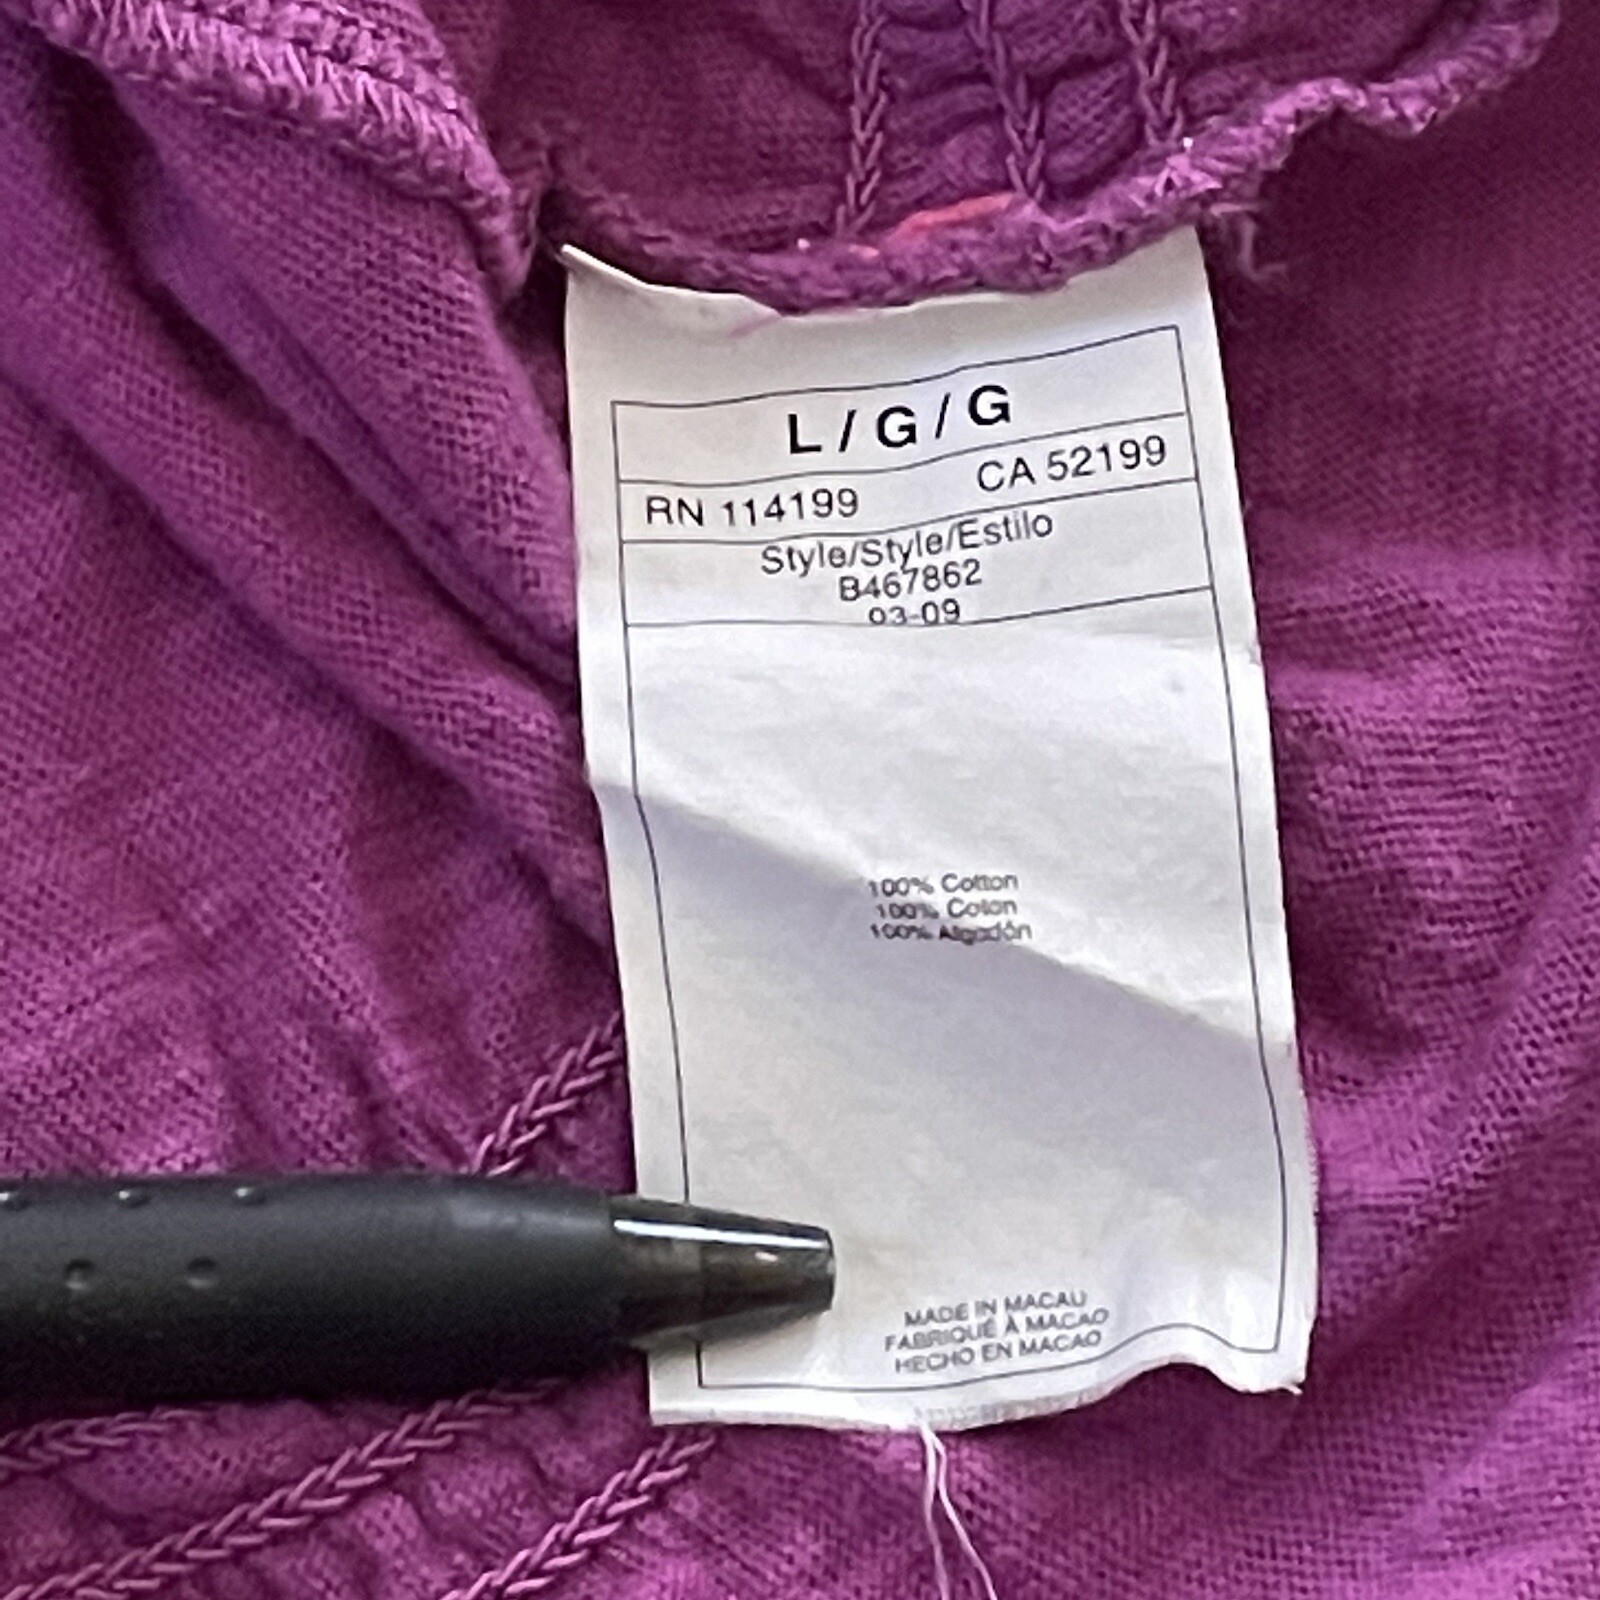 L / G / G
RN 114199 CA 52199
Style/Style/Estilo
B467862
03-09
100% Cotton
100% Coton
100% Algodón
MADE IN MACAU
FABRIQUÉ À MACAO
HECHO EN MACAO